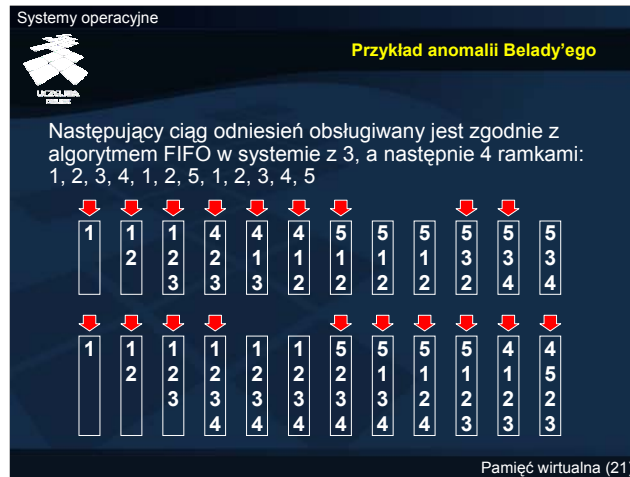 Systemy operacyjne
Przykład anomalii Belady'ego
UCZELNIA
ONLINE
Następujący ciąg odniesień obsługiwany jest zgodnie z
algorytmem FIFO w systemie z 3, a następnie 4 ramkami:
1, 2, 3, 4, 1, 2, 5, 1, 2, 3, 4, 5
1 1 1 4 4 4 5 5 5 5 5 5
2 2 2 1 1 1 1 1 3 3 3
3 3 3 2 2 2 2 2 4 4
1 1 1 1 1 1 5 5 5 5 4 4
2 2 2 2 2 2 1 1 1 1 5
3 3 3 3 3 3 2 2 2 2
4 4 4 4 4 4 3 3 3
Pamięć wirtualna (21)